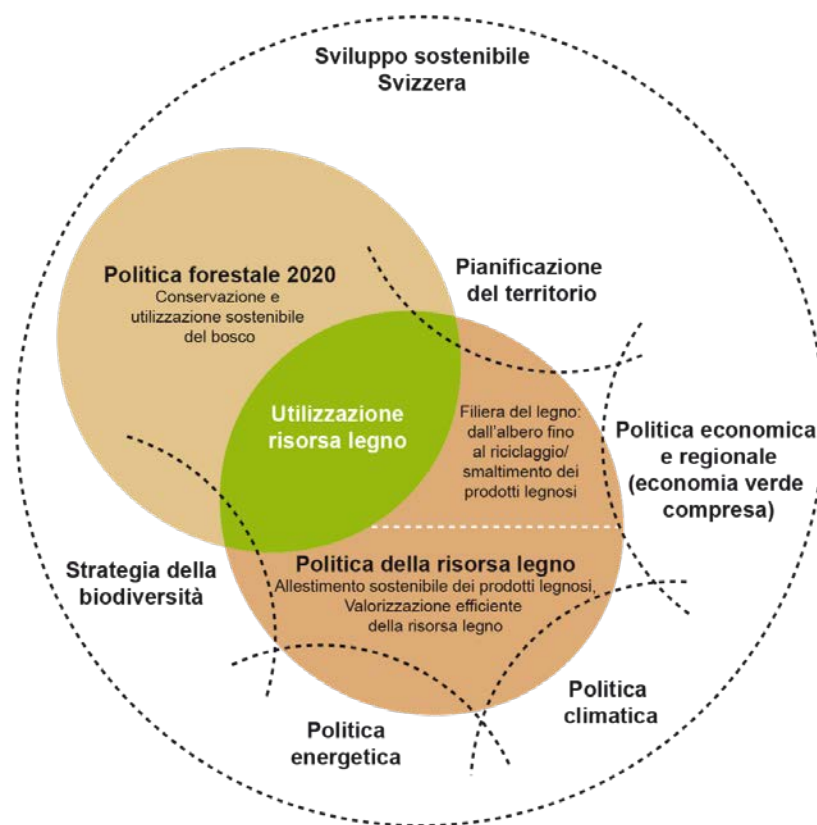 Sviluppo sostenibile
Svizzera
Politica forestale 2020
Conservazione e
utilizzazione sostenibile
del bosco
Pianificazione
del territorio
Utilizzazione
risorsa legno
Filiera del legno:
dall'albero fino
al riciclaggio/
smaltimento dei
prodotti legnosi
Politica economica
e regionale
(economia verde
compresa)
Strategia della
biodiversità
Politica della risorsa legno
Allestimento sostenibile dei prodotti legnosi,
Valorizzazione efficiente
della risorsa legno
Politica
climatica
Politica
energetica